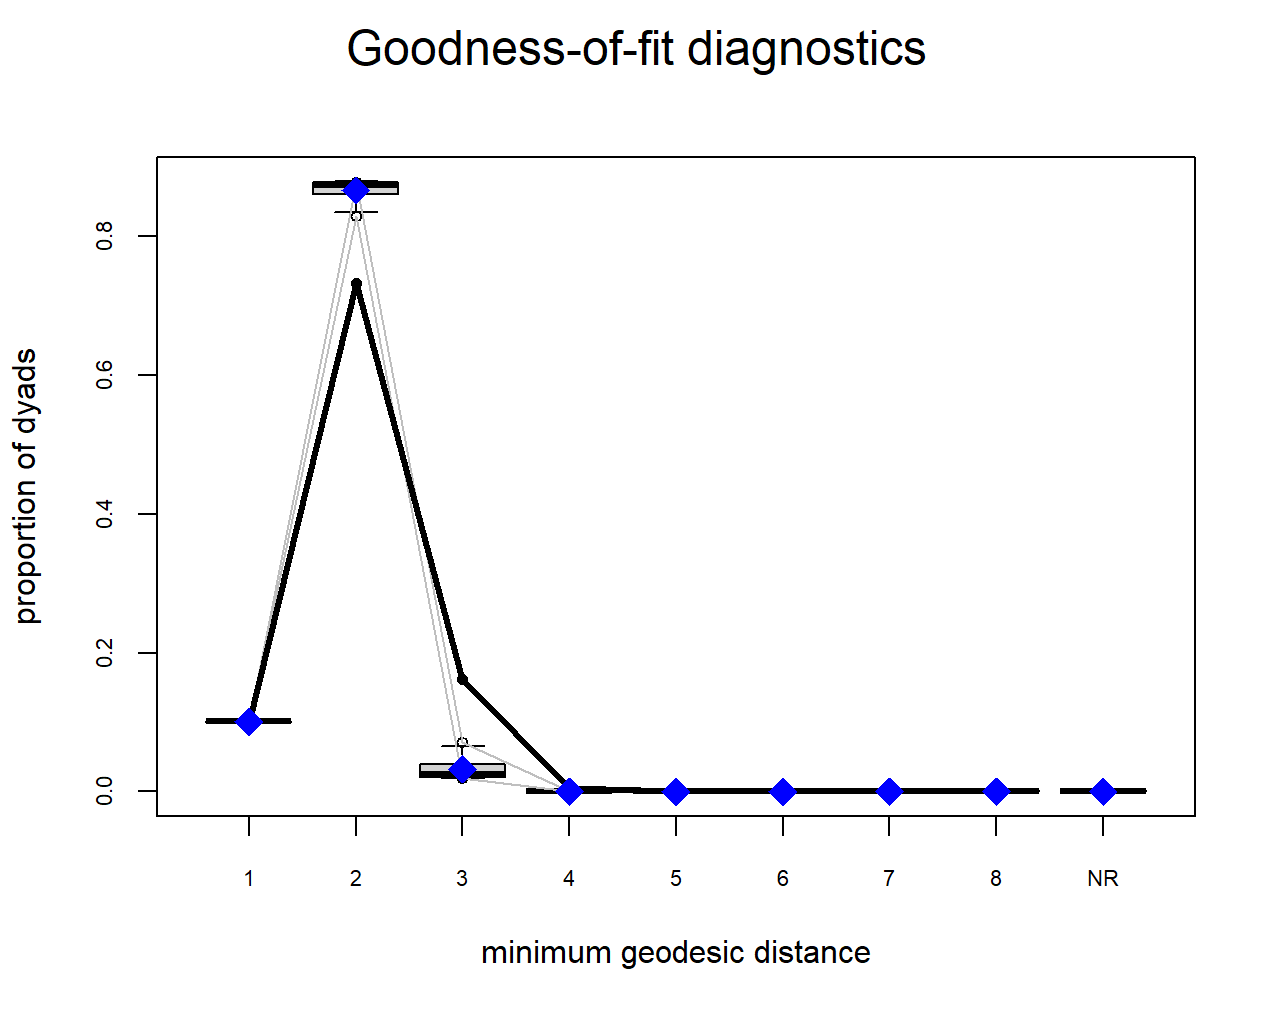 Goodness-of-fit diagnostics
proportion of dyads
0.8
0.6
0.4
0.2
0.0
1 2 3 4 5 6 7 8 NR
minimum geodesic distance